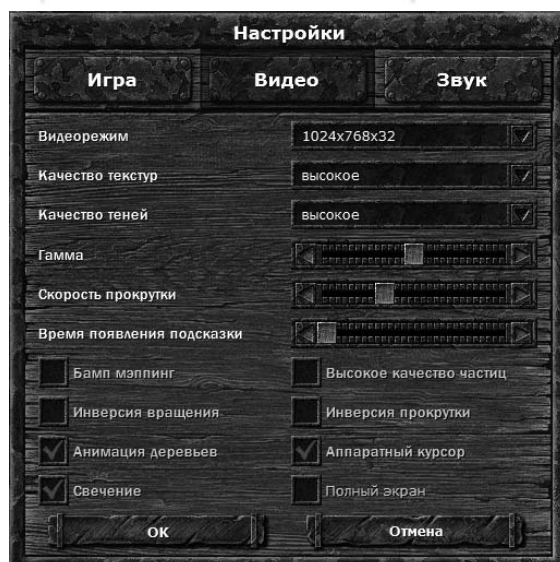 Настройки
Игра Видео Звук
Видеорежим 1024x768x32
Качество текстур высокое
Качество теней высокое
Гамма
Скорость прокрутки
Время появления подсказки
Бамп мэппинг Высокое качество частиц
Инверсия вращения Инверсия прокрутки
Анимация деревьев Аппаратный курсор
Свечение Полный экран
ОК Отмена